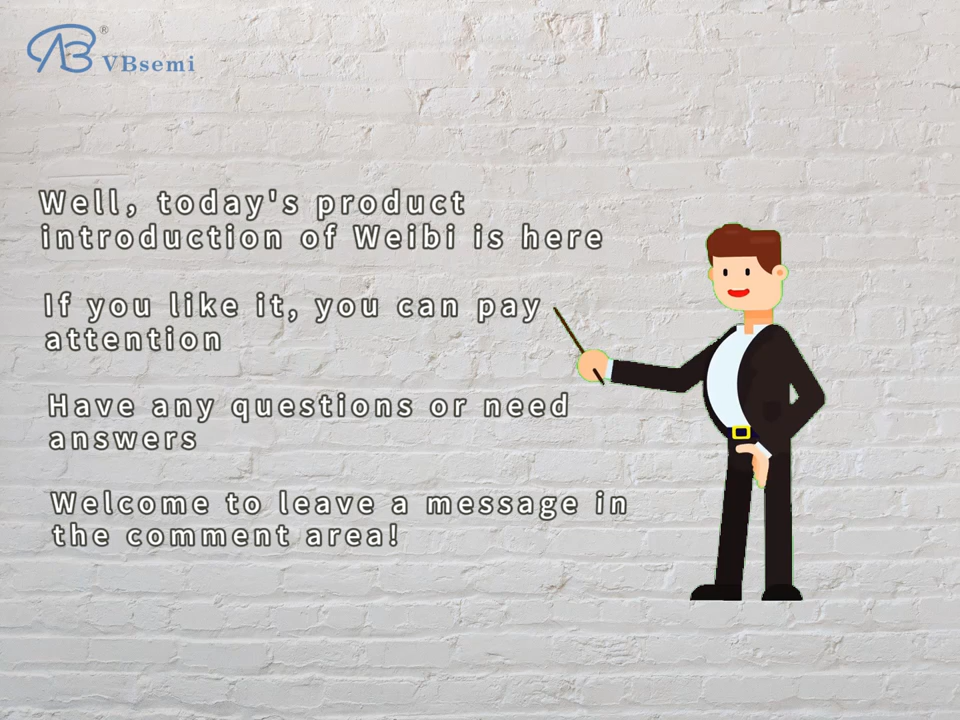 VBsemi
Well, today's product
introduction of Weibi is here
If you like it, you can pay
attention
Have any questions or need
answers
Welcome to leave a message in
the comment area!